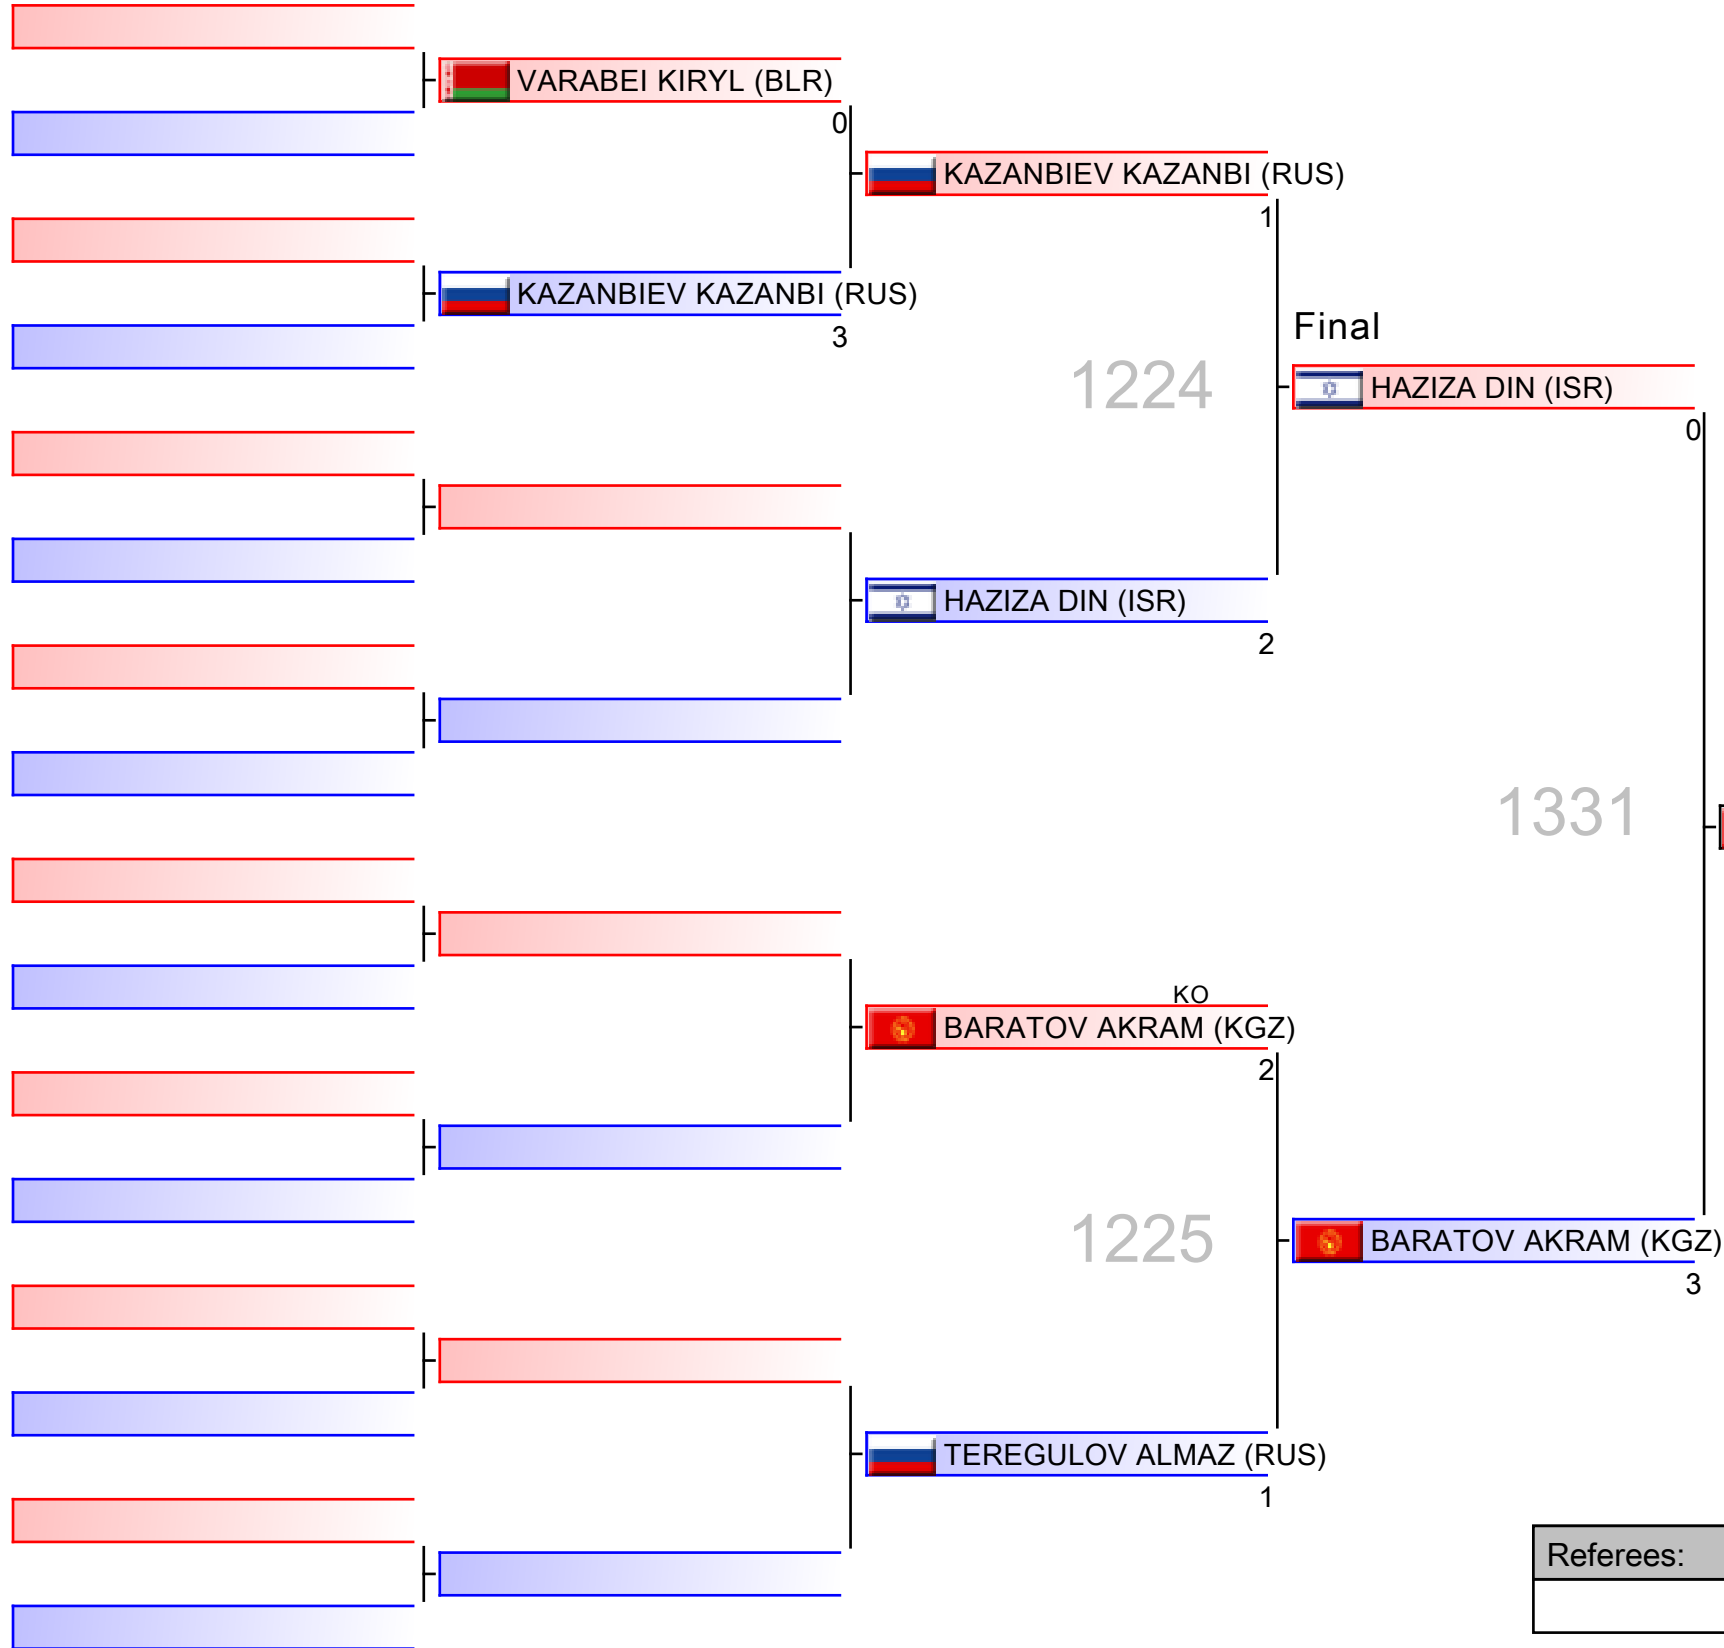 VARABEI KIRYL (BLR)
0
KAZANBIEV KAZANBI (RUS)
1
KAZANBIEV KAZANBI (RUS)
3
Final
1224
HAZIZA DIN (ISR)
0
HAZIZA DIN (ISR)
2
1331
KO
BARATOV AKRAM (KGZ)
2
1225
BARATOV AKRAM (KGZ)
3
TEREGULOV ALMAZ (RUS)
1
Referees: